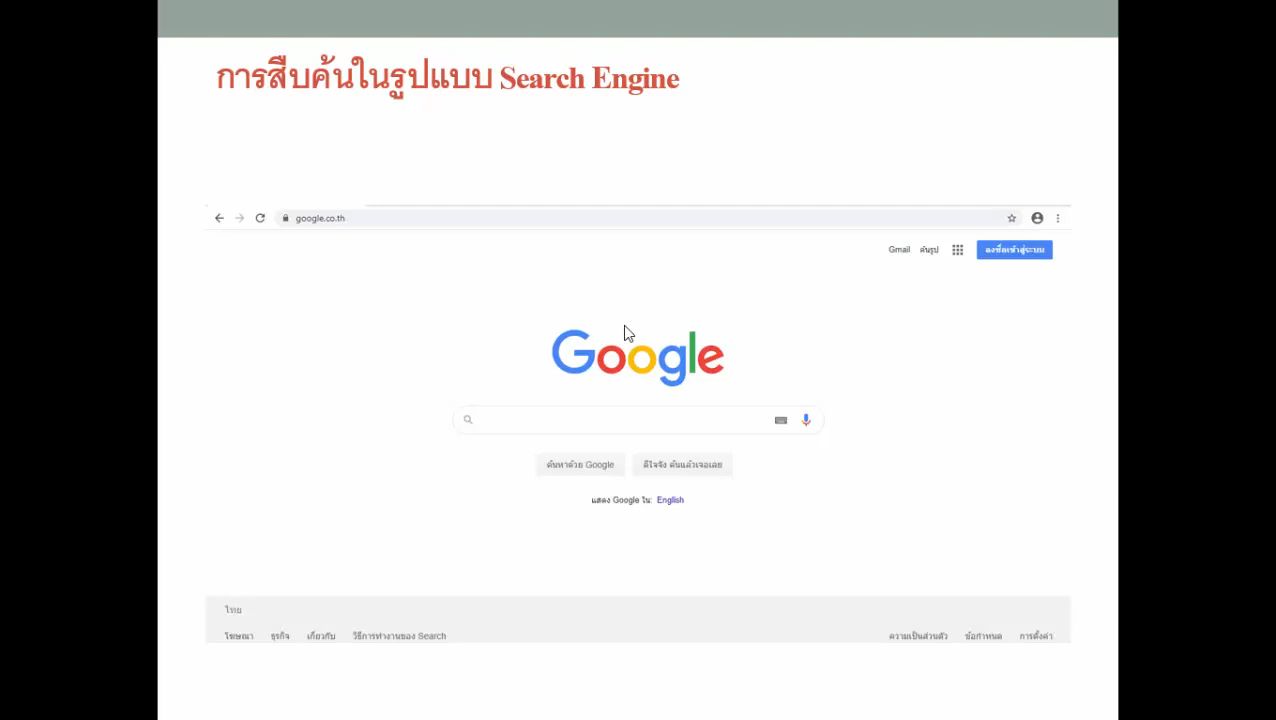 การสืบค้นในรูปแบบ Search Engine
google.co.th
Gmail ค้นรูป ลงชื่อเข้าสู่ระบบ
Google
ค้นหาด้วย Google ดีใจจัง ค้นแล้วเจอเลย
แสดง Google ใน: English
ไทย
โฆษณา ธุรกิจ เกี่ยวกับ วิธีการทำงานของ Search ความเป็นส่วนตัว ข้อกำหนด การตั้งค่า